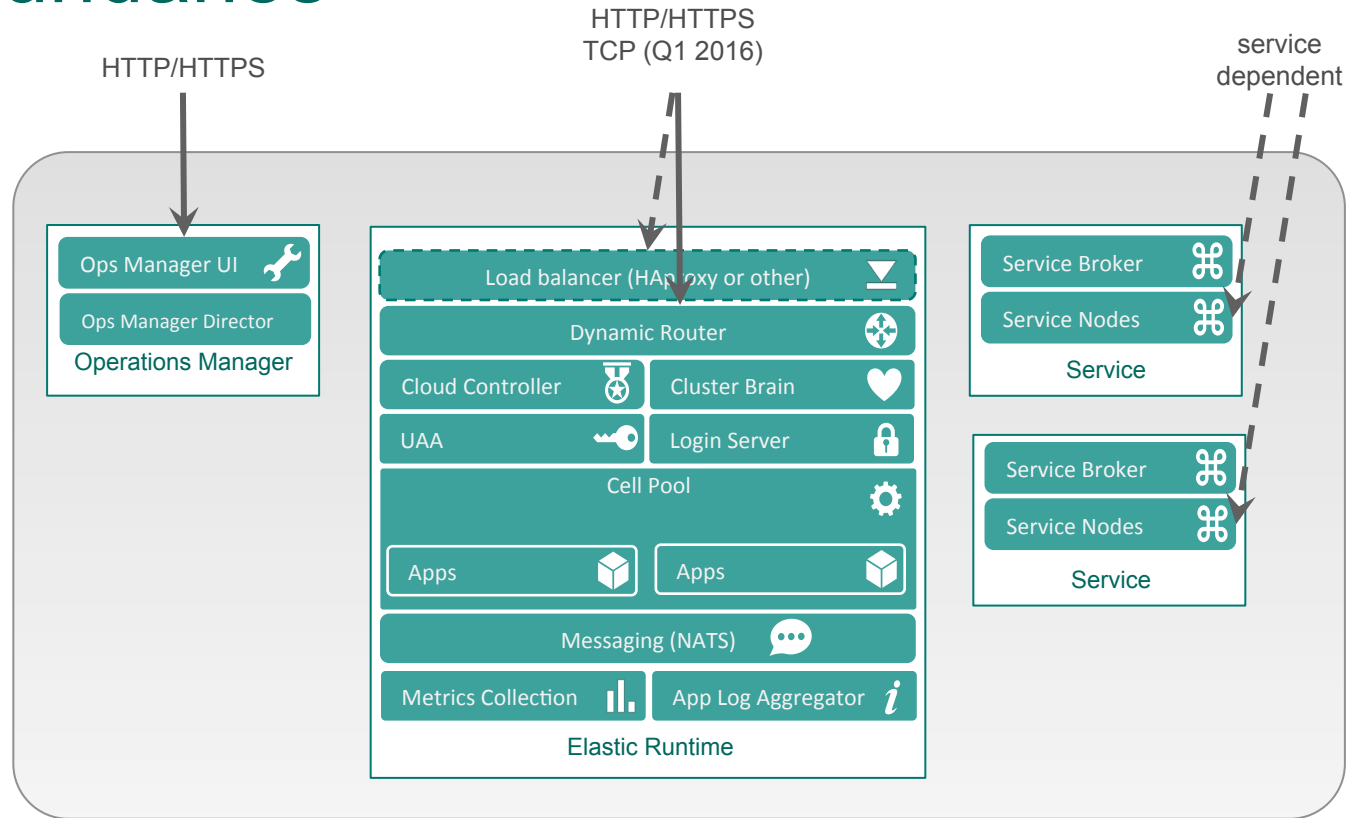 HTTP/HTTPS
HTTP/HTTPS
TCP (Q1 2016)
service
dependent
Ops Manager UI
Ops Manager Director
Operations Manager
Load balancer (HAproxy or other)
Dynamic Router
Cloud Controller
Cluster Brain
UAA
Login Server
Cell Pool
Apps
Apps
Messaging (NATS)
Metrics Collection
App Log Aggregator
Elastic Runtime
Service Broker
Service Nodes
Service
Service Broker
Service Nodes
Service